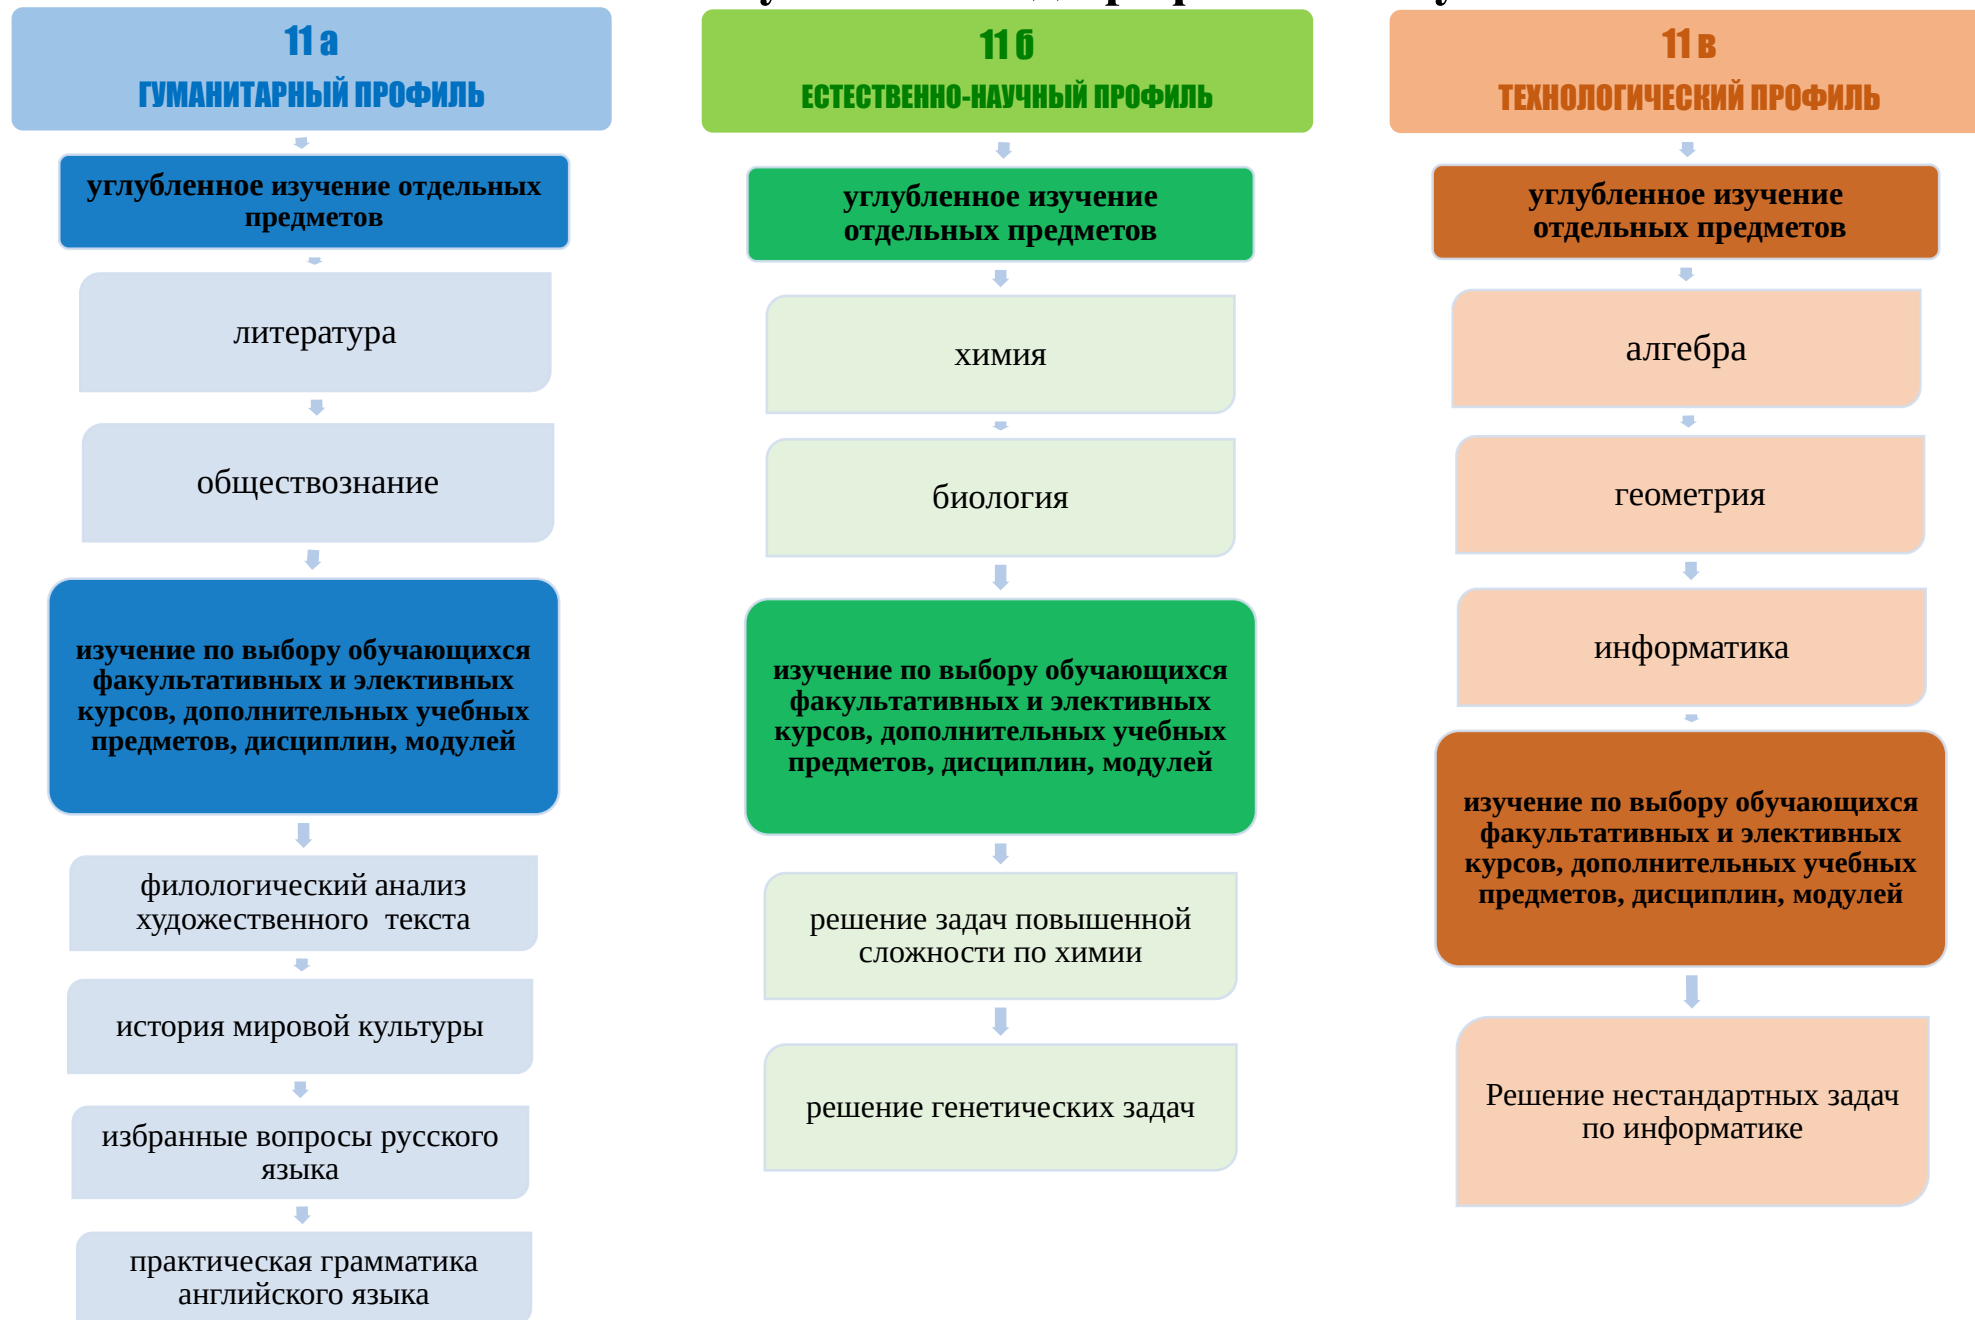 11 а
ГУМАНИТАРНЫЙ ПРОФИЛЬ
углубленное изучение отдельных
предметов
литература
обществознание
изучение по выбору обучающихся
факультативных и элективных
курсов, дополнительных учебных
предметов, дисциплин, модулей
филологический анализ
художественного текста
история мировой культуры
избранные вопросы русского
языка
практическая грамматика
английского языка
11 б
ЕСТЕСТВЕННО-НАУЧНЫЙ ПРОФИЛЬ
углубленное изучение
отдельных предметов
химия
биология
изучение по выбору обучающихся
факультативных и элективных
курсов, дополнительных учебных
предметов, дисциплин, модулей
решение задач повышенной
сложности по химии
решение генетических задач
11 в
ТЕХНОЛОГИЧЕСКИЙ ПРОФИЛЬ
углубленное изучение
отдельных предметов
алгебра
геометрия
информатика
изучение по выбору обучающихся
факультативных и элективных
курсов, дополнительных учебных
предметов, дисциплин, модулей
Решение нестандартных задач
по информатике